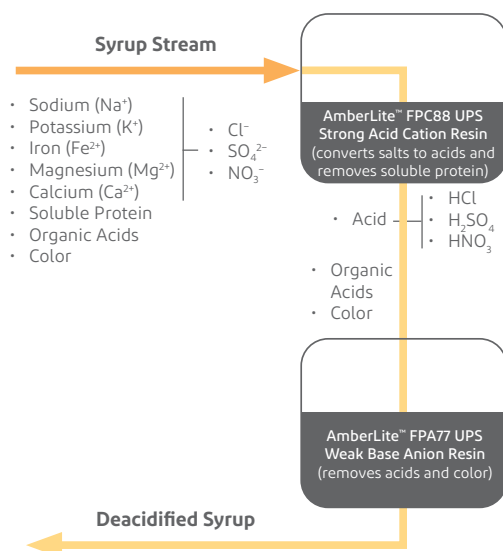 Syrup Stream
AmberLite™ FPC88 UPS
Strong Acid Cation Resin
(converts salts to acids and
removes soluble protein)
· Sodium (Na⁺)
· Potassium (K⁺)
· Iron (Fe²⁺)
· Magnesium (Mg²⁺)
· Calcium (Ca²⁺)
· Soluble Protein
· Organic Acids
· Color
· Cl⁻
· SO₄²⁻
· NO₃⁻
· Acid
· HCl
· H₂SO₄
· HNO₃
· Organic
Acids
· Color
AmberLite™ FPA77 UPS
Weak Base Anion Resin
(removes acids and color)
Deacidified Syrup